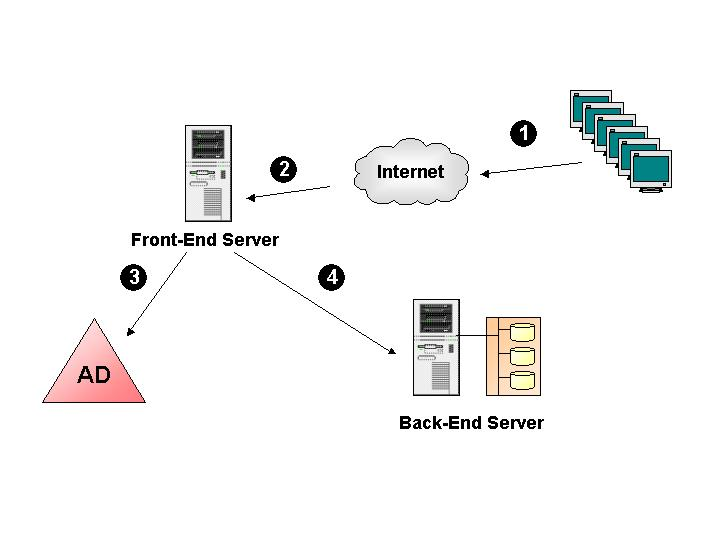 1
2
Internet
Front-End Server
3
4
AD
Back-End Server